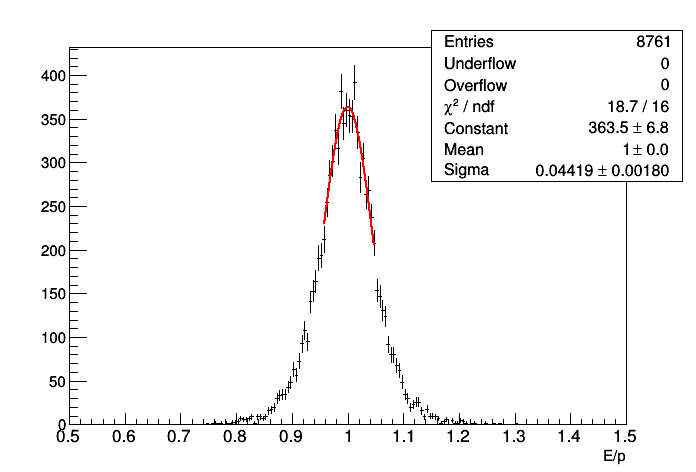 Entries 8761
Underflow 0
Overflow 0
χ² / ndf 18.7 / 16
Constant 363.5 ± 6.8
Mean 1 ± 0.0
Sigma 0.04419 ± 0.00180
400
350
300
250
200
150
100
50
0
0.5 0.6 0.7 0.8 0.9 1 1.1 1.2 1.3 1.4 1.5
E/p